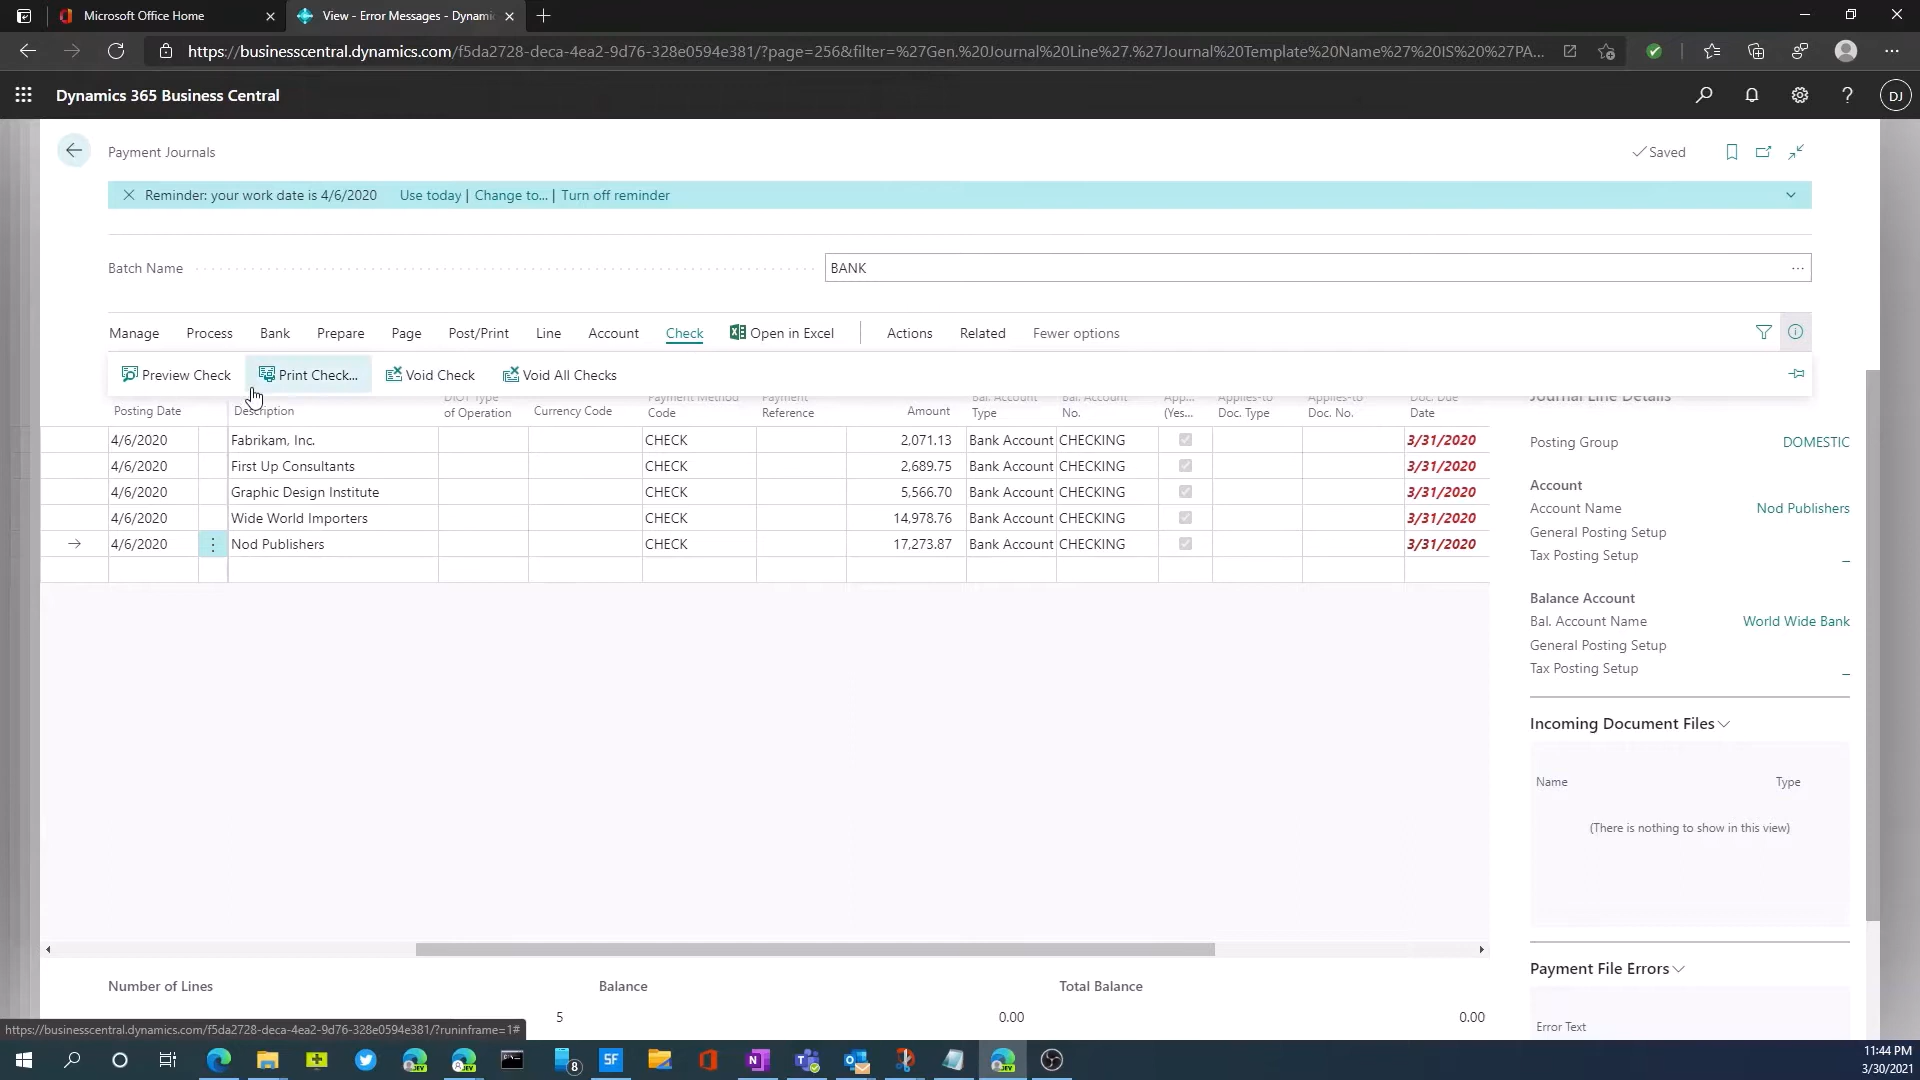 Microsoft Office Home
View - Error Messages - Dynamic
https://businesscentral.dynamics.com/f5da2728-deca-4ea2-9d76-328e0594e381/?page=256&filter=%27Gen.%20Journal%20Line%27.%27Journal%20Template%20Name%27%20IS%20%27PA...
Dynamics 365 Business Central
DJ
Payment Journals
Saved
Reminder: your work date is 4/6/2020 Use today | Change to... | Turn off reminder
Batch Name BANK ...
Manage Process Bank Prepare Page Post/Print Line Account Check Open in Excel Actions Related Fewer options
Preview Check Print Check... Void Check Void All Checks
Posting Date Description DIOT Type of Operation Currency Code Payment Method Code Payment Reference Amount Bal. Account Type Bal. Account No. App... (Yes... Applies-to Doc. Type Applies-to Doc. No. Doc. Due Date
4/6/2020 Fabrikam, Inc. CHECK 2,071.13 Bank Account CHECKING 3/31/2020
4/6/2020 First Up Consultants CHECK 2,689.75 Bank Account CHECKING 3/31/2020
4/6/2020 Graphic Design Institute CHECK 5,566.70 Bank Account CHECKING 3/31/2020
4/6/2020 Wide World Importers CHECK 14,978.76 Bank Account CHECKING 3/31/2020
4/6/2020 Nod Publishers CHECK 17,273.87 Bank Account CHECKING 3/31/2020
Journal Line Details
Posting Group DOMESTIC
Account
Account Name Nod Publishers
General Posting Setup
Tax Posting Setup _
Balance Account
Bal. Account Name World Wide Bank
General Posting Setup
Tax Posting Setup _
Incoming Document Files
Name Type
(There is nothing to show in this view)
Payment File Errors
Error Text
Number of Lines Balance Total Balance
5 0.00 0.00
https://businesscentral.dynamics.com/f5da2728-deca-4ea2-9d76-328e0594e381/?runinframe=1#
DEV
DEV
8
SF
N
DEV
11:44 PM
3/30/2021